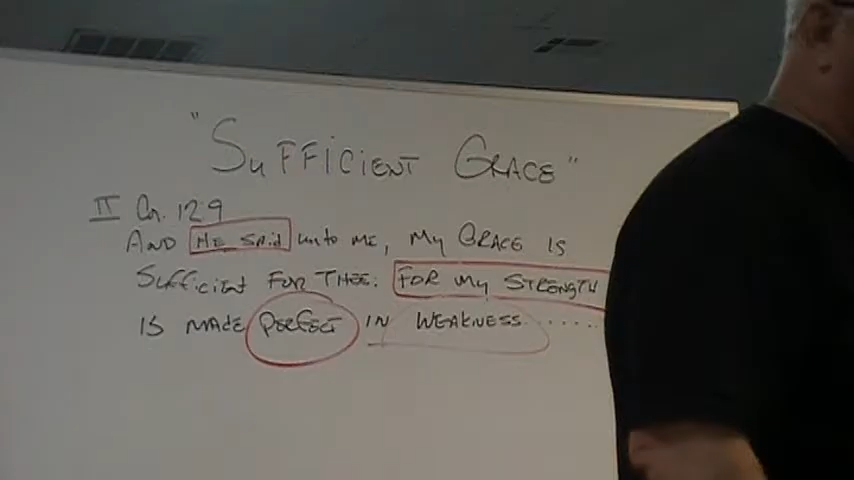 "SUFFICIENT GRACE"
II Cor. 12:9
AND HE SAID unto ME, My GRACE IS
SUFFICIENT FOR THEE: FOR My STRENGTH
IS MADE PERFECT IN WEAKNESS.......